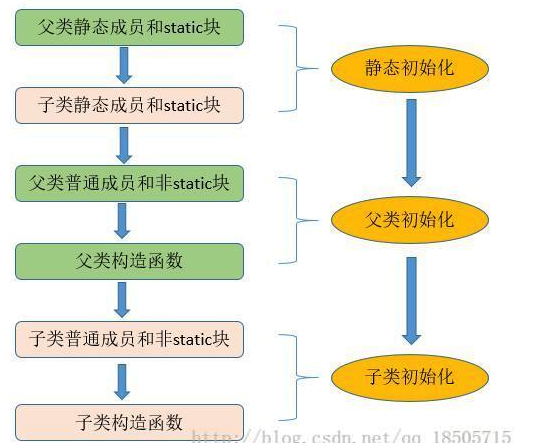 父类静态成员和static块
静态初始化
子类静态成员和static块
父类普通成员和非static块
父类初始化
父类构造函数
子类普通成员和非static块
子类初始化
子类构造函数
http://blog.csdn.net/qq_18505715